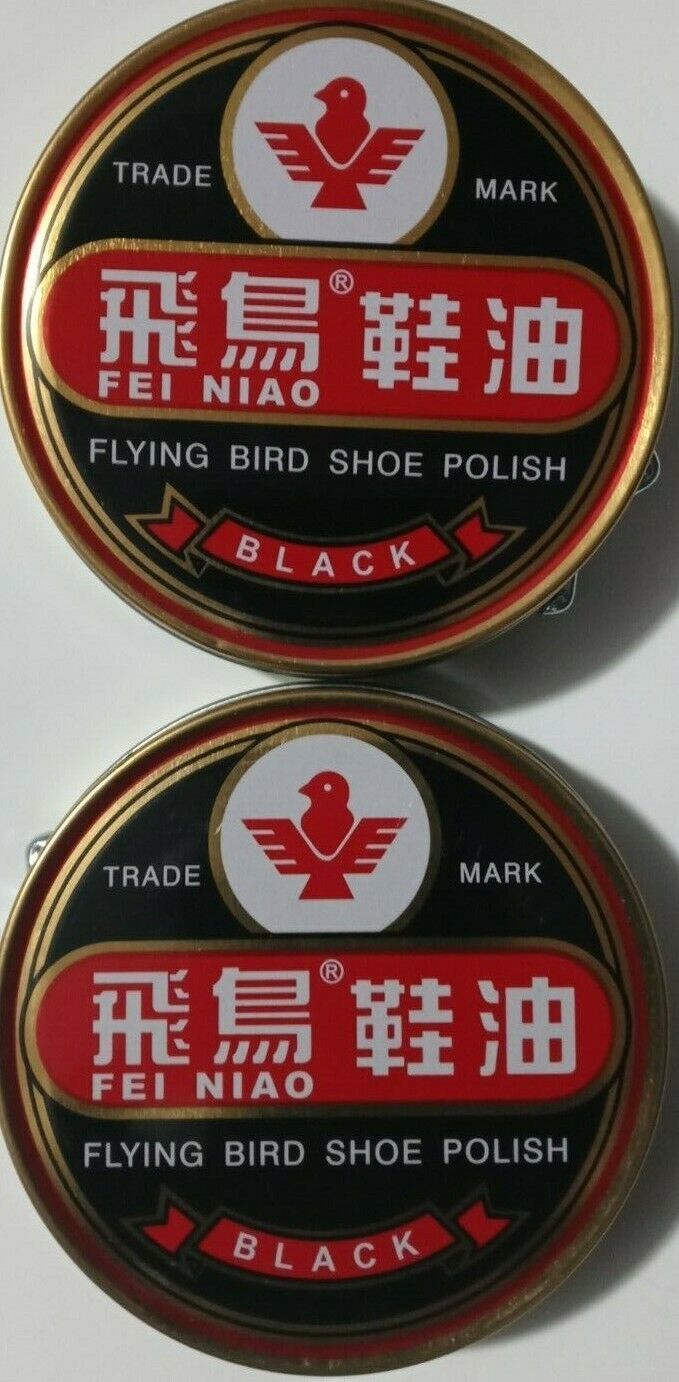 TRADE MARK
飛鳥® 鞋油
FEI NIAO
FLYING BIRD SHOE POLISH
BLACK
TRADE MARK
飛鳥® 鞋油
FEI NIAO
FLYING BIRD SHOE POLISH
BLACK